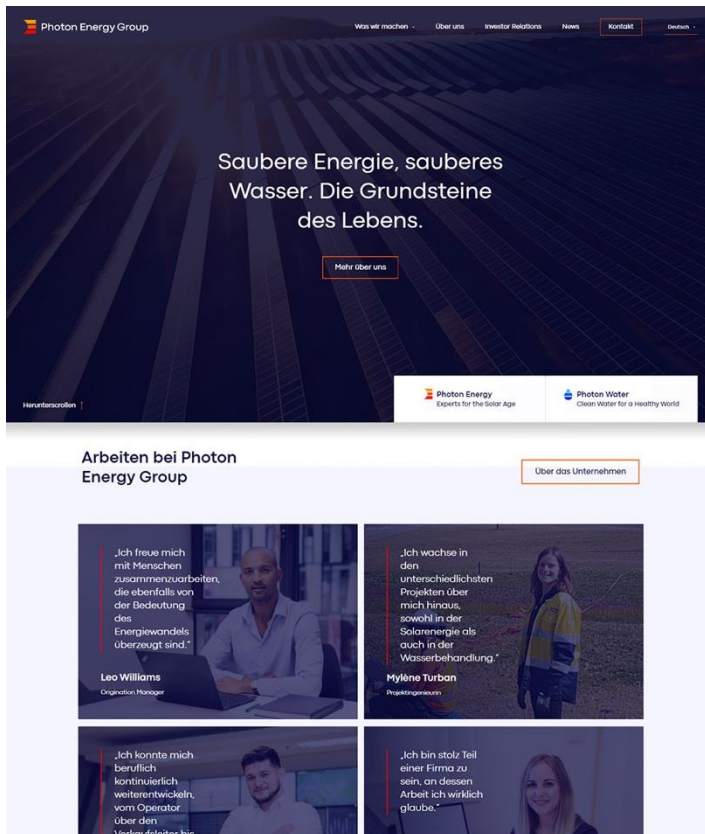 Photon Energy Group
Was wir machen
Über uns
Investor Relations
News
Kontakt
Deutsch
Saubere Energie, sauberes
Wasser. Die Grundsteine
des Lebens.
Mehr über uns
Herunterscrollen
Photon Energy
Experts for the Solar Age
Photon Water
Clean Water for a Healthy World
Arbeiten bei Photon
Energy Group
Über das Unternehmen
„Ich freue mich
mit Menschen
zusammenzuarbeiten,
die ebenfalls von
der Bedeutung
des
Energiewandels
überzeugt sind.“
Leo Williams
Origination Manager
„Ich wachse in
den
unterschiedlichsten
Projekten über
mich hinaus,
sowohl in der
Solarenergie als
auch in der
Wasserbehandlung.“
Mylène Turban
Projektingenieurin
„Ich konnte mich
beruflich
kontinuierlich
weiterentwickeln,
vom Operator
über den
Verkaufsleiter bis
„Ich bin stolz Teil
einer Firma zu
sein, an dessen
Arbeit ich wirklich
glaube.“